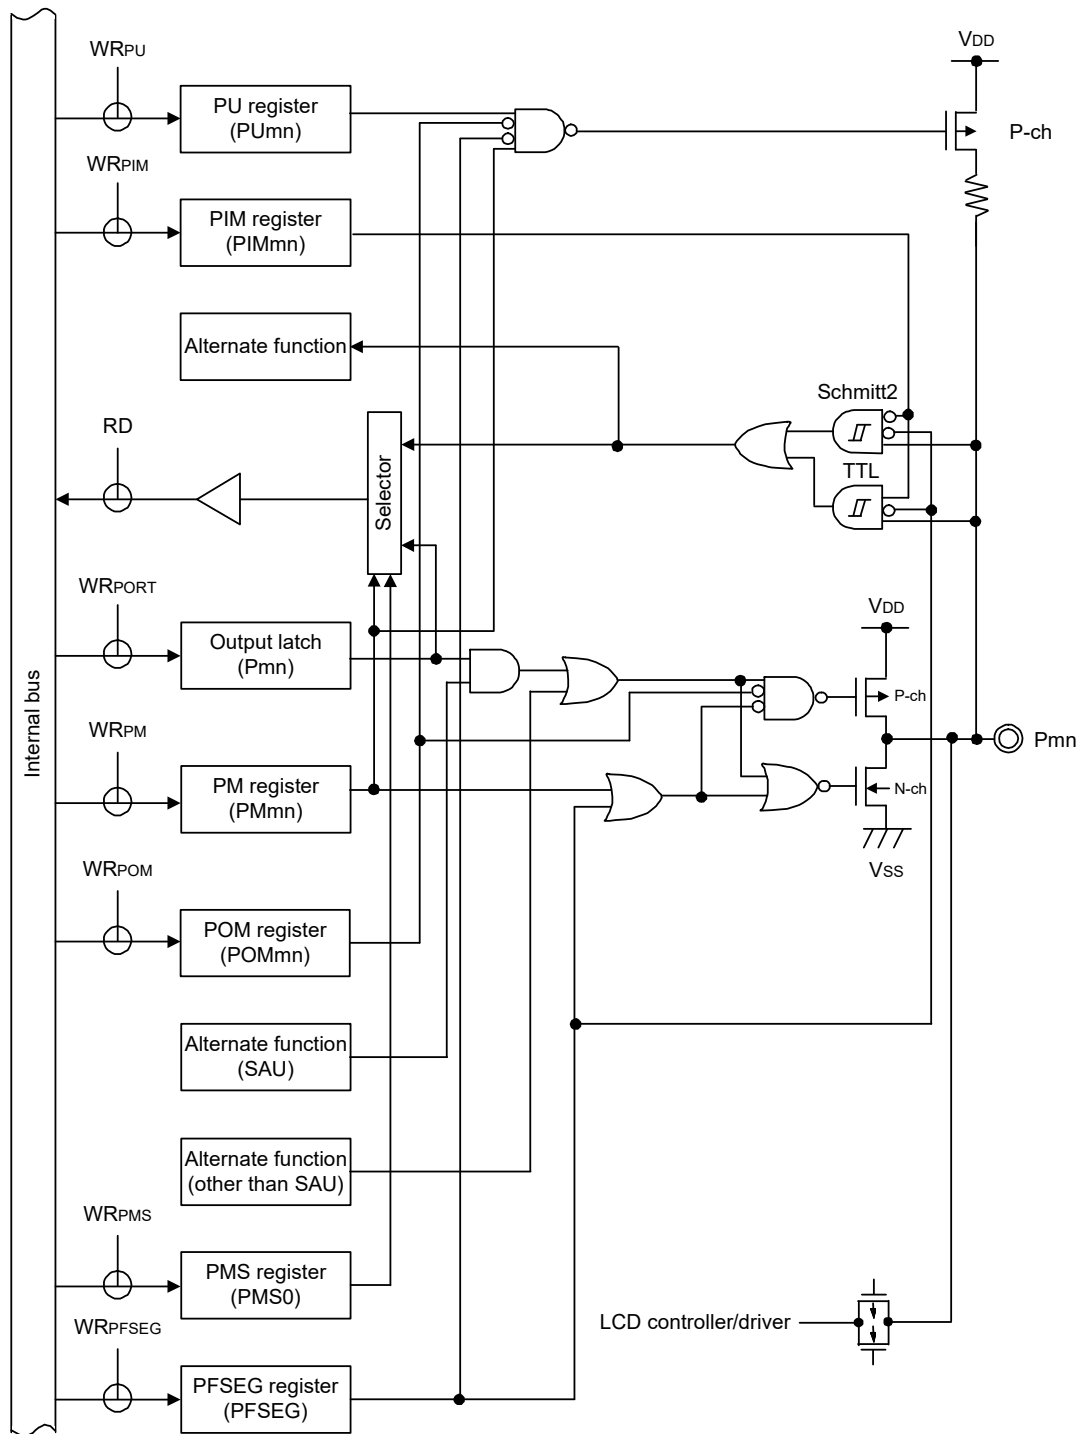 WRPU
VDD
PU register
(PUmn)
P-ch
WRPIM
PIM register
(PIMmn)
Alternate function
Schmitt2
RD
TTL
Selector
WRPORT
VDD
Output latch
(Pmn)
P-ch
Internal bus
WRPM
Pmn
PM register
(PMmn)
N-ch
WRPOM
VSS
POM register
(POMmn)
Alternate function
(SAU)
Alternate function
(other than SAU)
WRPMS
PMS register
(PMS0)
WRPFSEG
LCD controller/driver
PFSEG register
(PFSEG)